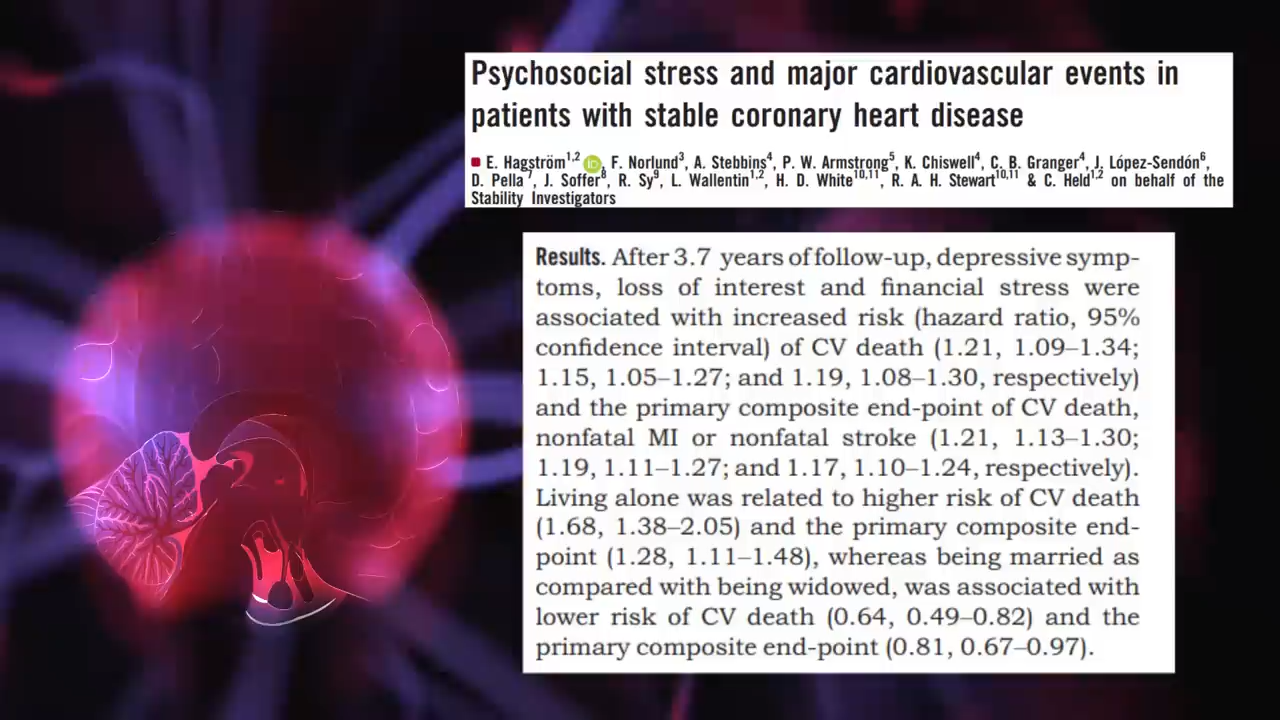 Psychosocial stress and major cardiovascular events in
patients with stable coronary heart disease
E. Hagström1,2 iD, F. Norlund3, A. Stebbins4, P. W. Armstrong5, K. Chiswell4, C. B. Granger4, J. López-Sendón6,
D. Pella7, J. Soffer8, R. Sy9, L. Wallentin1,2, H. D. White10,11, R. A. H. Stewart10,11 & C. Held1,2 on behalf of the
Stability Investigators
Results. After 3.7 years of follow-up, depressive symp-
toms, loss of interest and financial stress were
associated with increased risk (hazard ratio, 95%
confidence interval) of CV death (1.21, 1.09–1.34;
1.15, 1.05–1.27; and 1.19, 1.08–1.30, respectively)
and the primary composite end-point of CV death,
nonfatal MI or nonfatal stroke (1.21, 1.13–1.30;
1.19, 1.11–1.27; and 1.17, 1.10–1.24, respectively).
Living alone was related to higher risk of CV death
(1.68, 1.38–2.05) and the primary composite end-
point (1.28, 1.11–1.48), whereas being married as
compared with being widowed, was associated with
lower risk of CV death (0.64, 0.49–0.82) and the
primary composite end-point (0.81, 0.67–0.97).